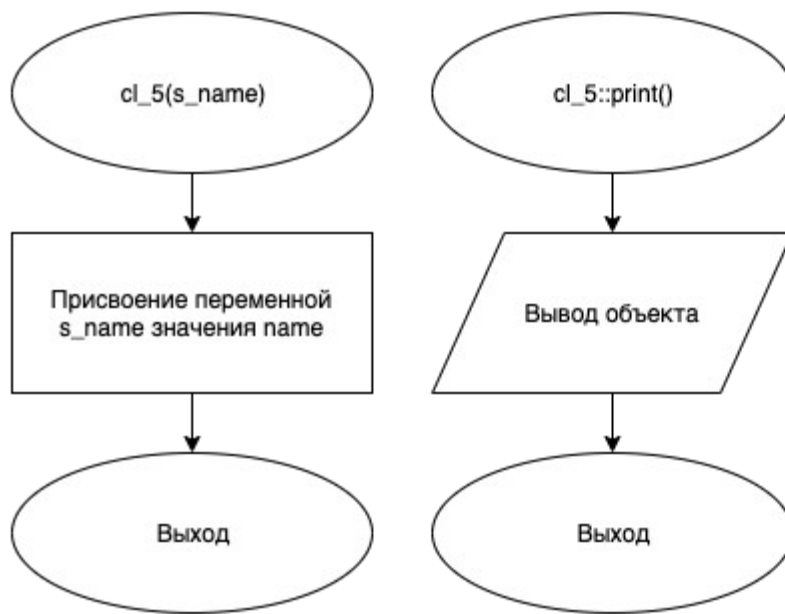 cl_5(s_name)
Присвоение переменной
s_name значения name
Выход
cl_5::print()
Вывод объекта
Выход